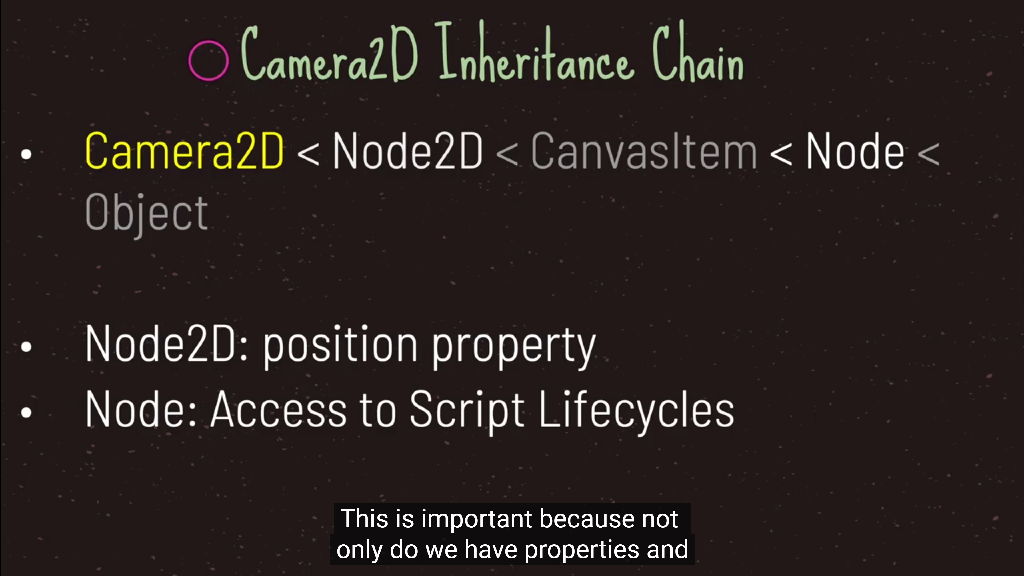 Camera2D Inheritance Chain
• Camera2D < Node2D < CanvasItem < Node <
Object
• Node2D: position property
• Node: Access to Script Lifecycles
This is important because not
only do we have properties and